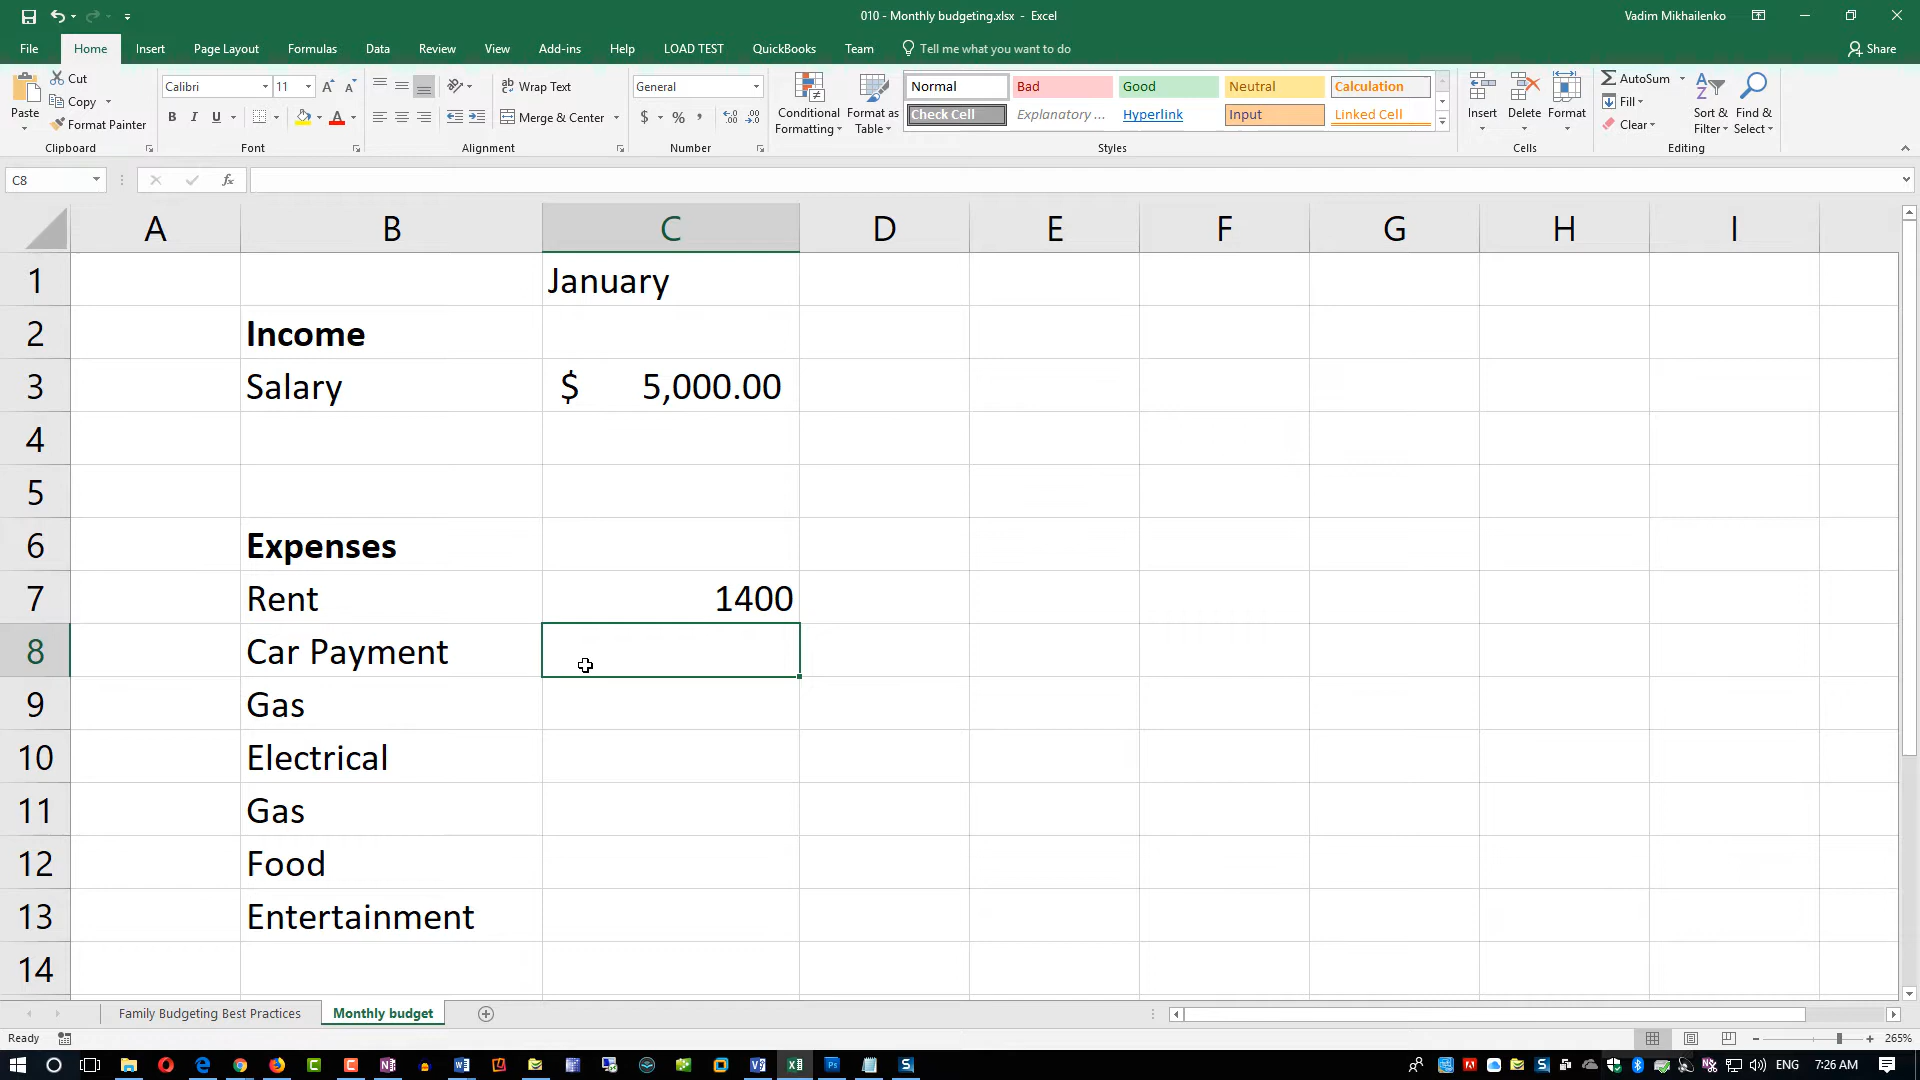 010 - Monthly budgeting.xlsx - Excel
Vadim Mikhailenko
File Home Insert Page Layout Formulas Data Review View Add-ins Help LOAD TEST QuickBooks Team Tell me what you want to do Share
Paste
Cut
Copy
Format Painter
Clipboard
Calibri 11
B I U
Font
Wrap Text
Merge & Center
Alignment
General
$ % ,
Number
Conditional Formatting
Format as Table
Normal Bad Good Neutral Calculation
Check Cell Explanatory ... Hyperlink Input Linked Cell
Styles
Insert Delete Format
Cells
AutoSum
Fill
Clear
Sort & Filter
Find & Select
Editing
C8 fx
A B C D E F G H I
1 January
2 Income
3 Salary $ 5,000.00
4
5
6 Expenses
7 Rent 1400
8 Car Payment
9 Gas
10 Electrical
11 Gas
12 Food
13 Entertainment
14
Family Budgeting Best Practices Monthly budget
Ready 265%
ENG 7:26 AM